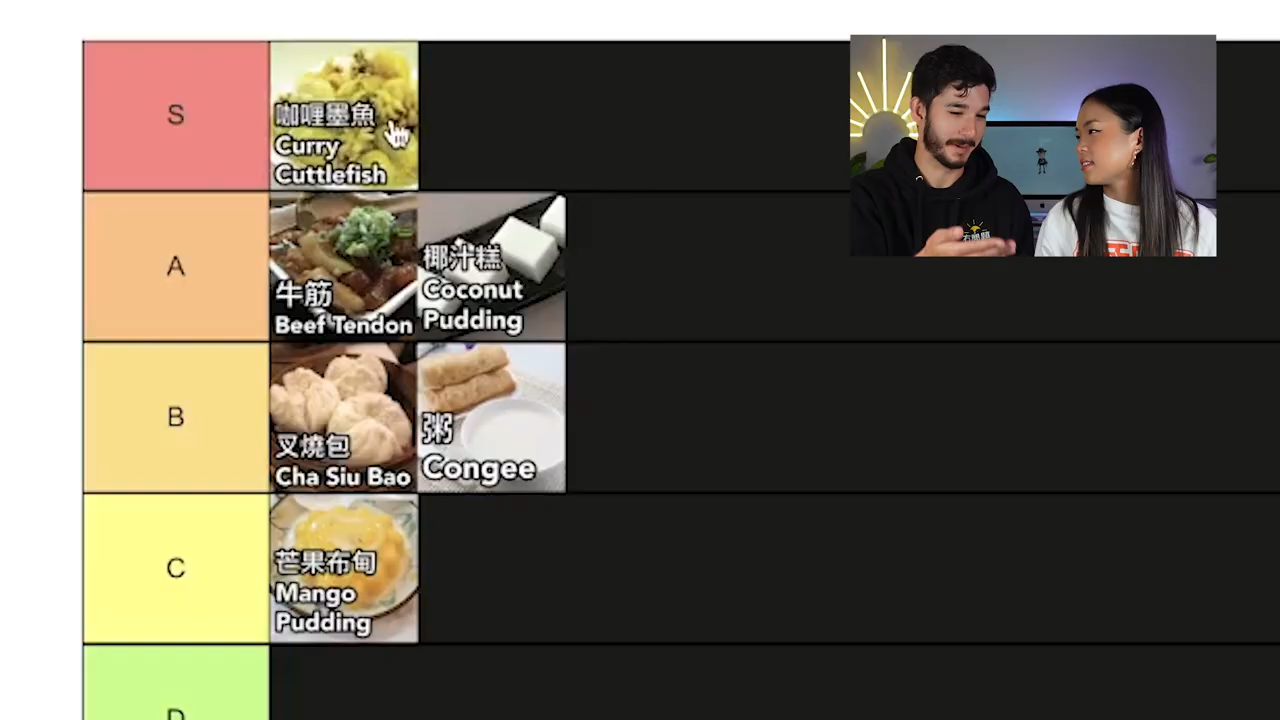 S
咖喱墨魚
Curry
Cuttlefish
A
牛筋
Beef Tendon
椰汁糕
Coconut
Pudding
B
叉燒包
Cha Siu Bao
粥
Congee
C
芒果布甸
Mango
Pudding
D